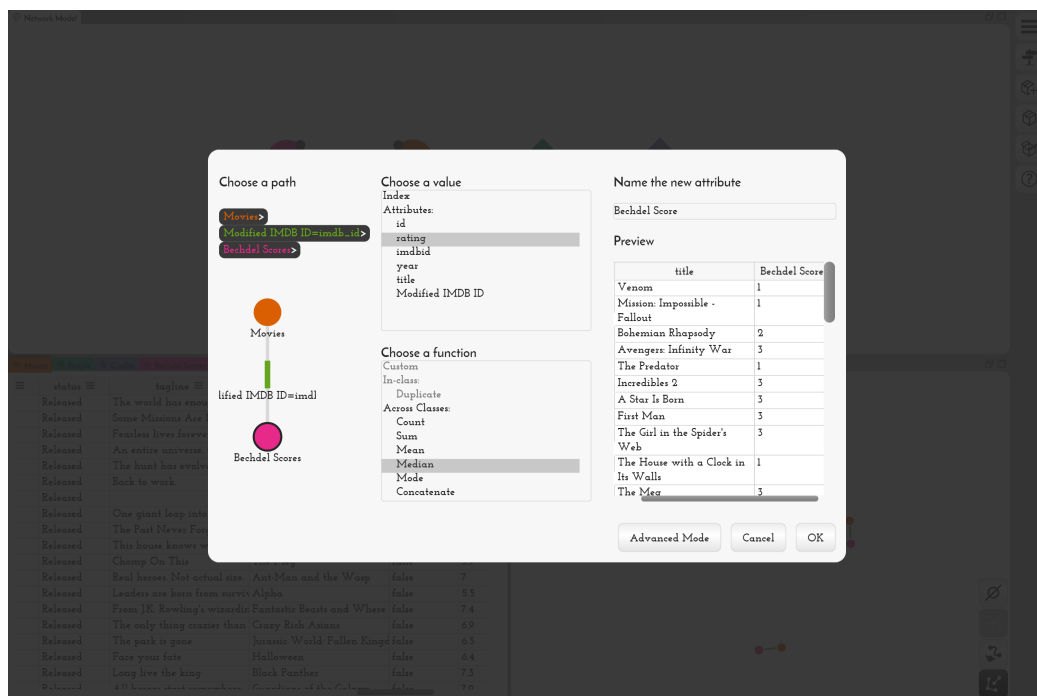 Network Model
Choose a path
Movies>
Modified IMDB ID=imdb_id>
Bechdel Scores>
Movies
lified IMDB ID=imdl
Bechdel Scores
Choose a value
Index
Attributes:
id
rating
imdbid
year
title
Modified IMDB ID
Choose a function
Custom
In-class:
Duplicate
Across Classes:
Count
Sum
Mean
Median
Mode
Concatenate
Name the new attribute
Bechdel Score
Preview
title Bechdel Score
Venom 1
Mission: Impossible - 1
Fallout
Bohemian Rhapsody 2
Avengers: Infinity War 3
The Predator 1
Incredibles 2 3
A Star Is Born 3
First Man 3
The Girl in the Spider's 3
Web
The House with a Clock in 1
Its Walls
The Meg 3
Advanced Mode Cancel OK
status tagline
Released The world has enou
Released Some Missions Are
Released Fearless lives foreve
Released An entire universe.
Released The hunt has evolv
Released Back to work.
Released
Released One giant leap into
Released The Past Never For
Released This house knows w
Released Chomp On This
Released Real heroes. Not actual size. Ant-Man and the Wasp false 7
Released Leaders are born from surviv Alpha false 5.5
Released From J.K. Rowling's wizardin Fantastic Beasts and Where false 7.4
Released The only thing crazier than Crazy Rich Asians false 6.9
Released The park is gone Jurassic World: Fallen Kingd false 6.5
Released Face your fate Halloween false 6.4
Released Long live the king Black Panther false 7.3